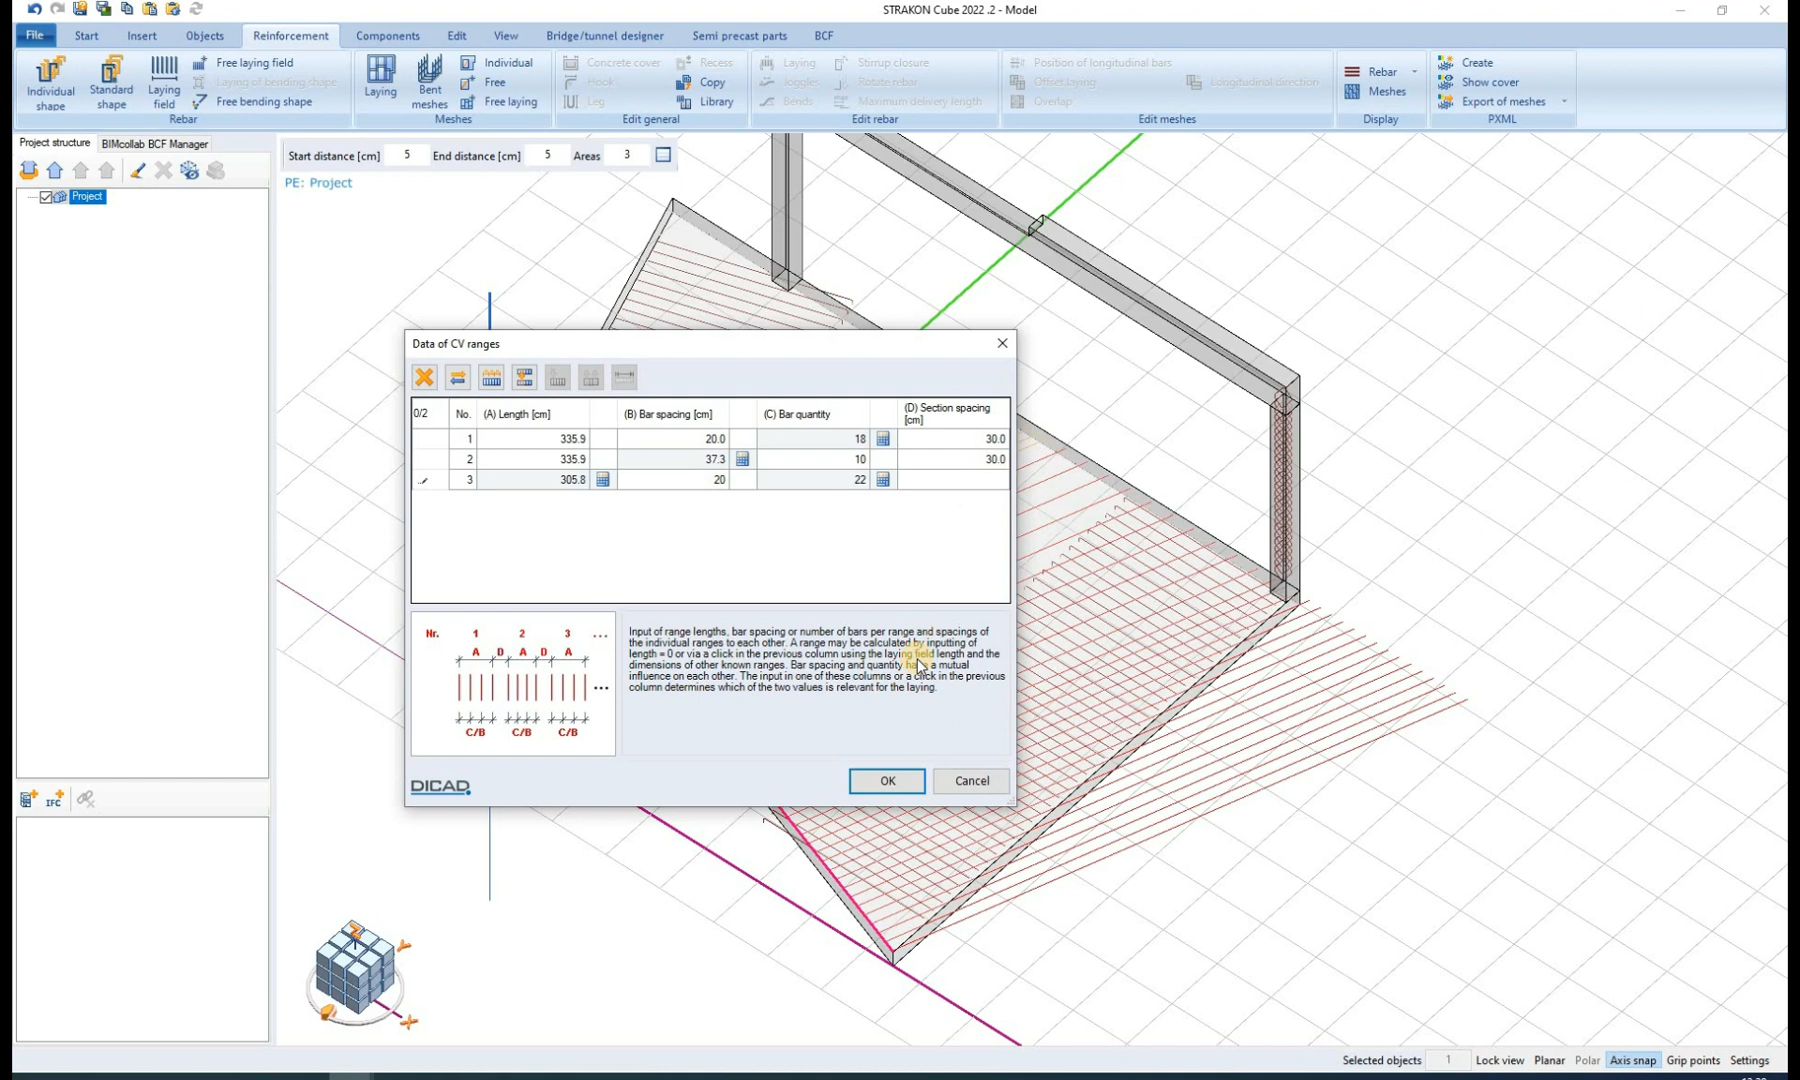 STRAKON Cube 2022 .2 - Model
File Start Insert Objects Reinforcement Components Edit View Bridge/tunnel designer Semi precast parts BCF
Individual shape
Standard shape
Laying field
Free laying field
Laying of bending shape
Free bending shape
Rebar
Laying
Bent meshes
Individual
Free
Free laying
Meshes
Concrete cover
Hook
Leg
Recess
Copy
Library
Edit general
Laying
Joggles
Bends
Stirrup closure
Rotate rebar
Maximum delivery length
Edit rebar
Position of longitudinal bars
Offset laying
Overlap
Longitudinal direction
Edit meshes
Rebar
Meshes
Display
Create
Show cover
Export of meshes
PXML
Project structure BIMcollab BCF Manager
Project
IFC
Start distance [cm] 5 End distance [cm] 5 Areas 3
PE: Project
Data of CV ranges
0/2 No. (A) Length [cm] (B) Bar spacing [cm] (C) Bar quantity (D) Section spacing [cm]
1 335.9 20.0 18 30.0
2 335.9 37.3 10 30.0
3 305.8 20 22
Nr. 1 2 3 ...
A D A D A
...
C/B C/B C/B
Input of range lengths, bar spacing or number of bars per range and spacings of
the individual ranges to each other. A range may be calculated by inputting of
length = 0 or via a click in the previous column using the laying field length and the
dimensions of other known ranges. Bar spacing and quantity have a mutual
influence on each other. The input in one of these columns or a click in the previous
column determines which of the two values is relevant for the laying.
DICAD
OK Cancel
Z
Y
X
Selected objects 1 Lock view Planar Polar Axis snap Grip points Settings